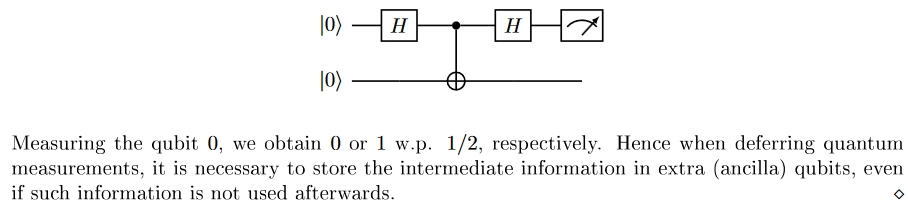 |0⟩ H H
|0⟩
Measuring the qubit 0, we obtain 0 or 1 w.p. 1/2, respectively. Hence when deferring quantum
measurements, it is necessary to store the intermediate information in extra (ancilla) qubits, even
if such information is not used afterwards. ⋄